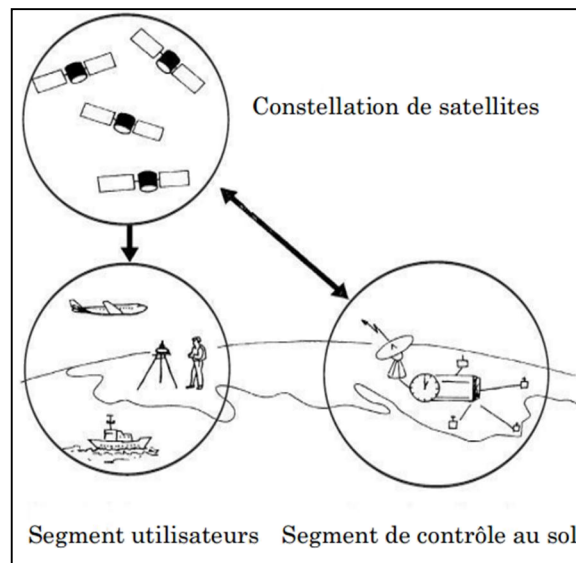 Constellation de satellites
Segment utilisateurs
Segment de contrôle au sol